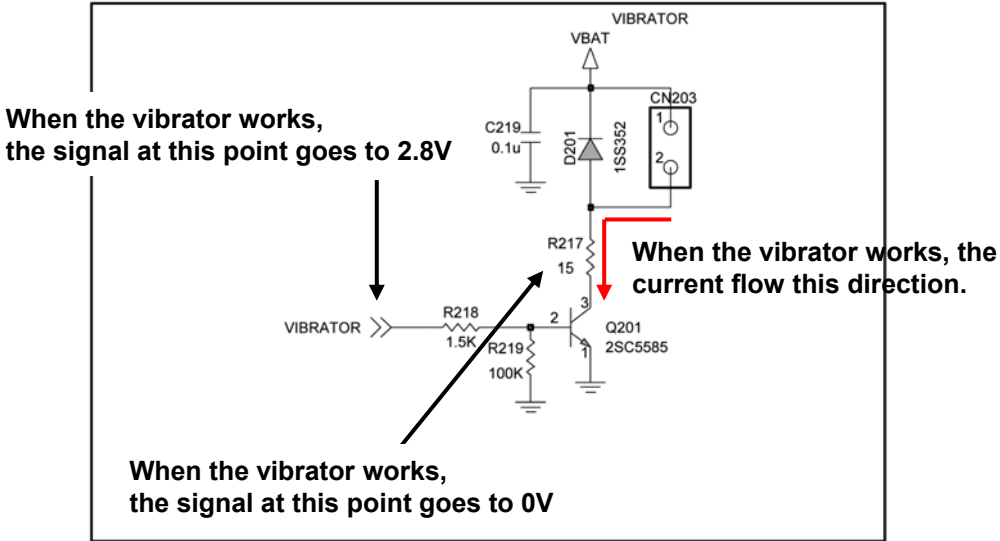 VIBRATOR
VBAT
When the vibrator works,
the signal at this point goes to 2.8V
CN203
1
2
C219
0.1u
D201
1SS352
R217
15
When the vibrator works, the
current flow this direction.
VIBRATOR
R218
1.5K
R219
100K
2
3
1
Q201
2SC5585
When the vibrator works,
the signal at this point goes to 0V